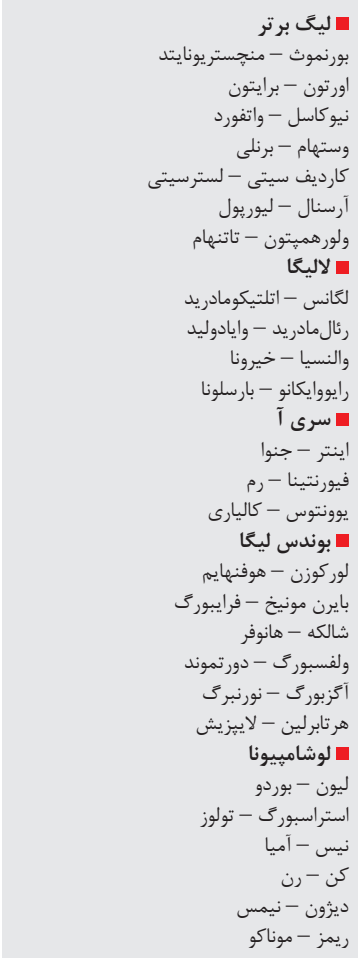 لیگ برتر
بورنموث – منچستریونایتد
اورتون – برایتون
نیوکاسل – واتفورد
وستهام – برنلی
کاردیف سیتی – لسترسیتی
آرسنال – لیورپول
ولورهمپتون – تاتنهام
لالیگا
لگانس – اتلتیکومادرید
رئال‌مادرید – وایادولید
والنسیا – خیرونا
رایووایکانو – بارسلونا
سری آ
اینتر – جنوا
فیورنتینا – رم
یوونتوس – کالیاری
بوندس لیگا
لورکوزن – هوفنهایم
بایرن مونیخ – فرایبورگ
شالکه – هانوفر
ولفسبورگ – دورتموند
آگزبورگ – نورنبرگ
هرتابرلین – لایپزیش
لوشامپیونا
لیون – بوردو
استراسبورگ – تولوز
نیس – آمیا
کن – رن
دیژون – نیمس
ریمز – موناکو